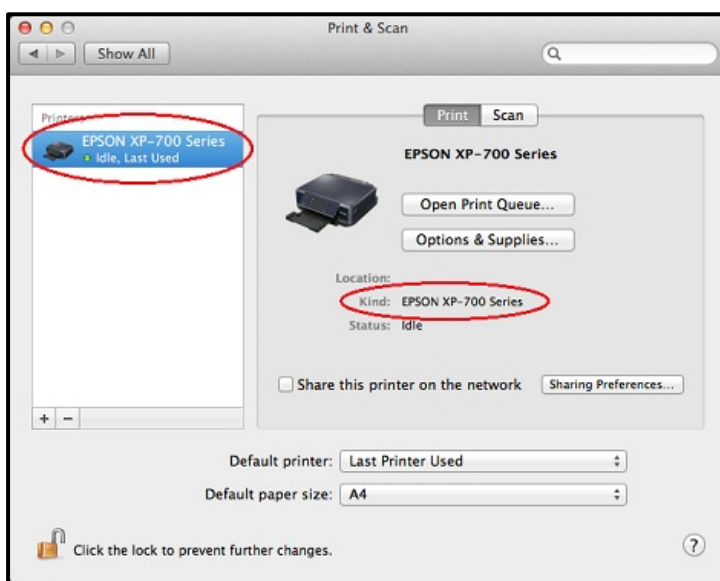 Print & Scan
Show All
Printers
EPSON XP-700 Series
Idle, Last Used
Print Scan
EPSON XP-700 Series
Open Print Queue...
Options & Supplies...
Location:
Kind: EPSON XP-700 Series
Status: Idle
Share this printer on the network Sharing Preferences...
+ −
Default printer: Last Printer Used
Default paper size: A4
Click the lock to prevent further changes. ?